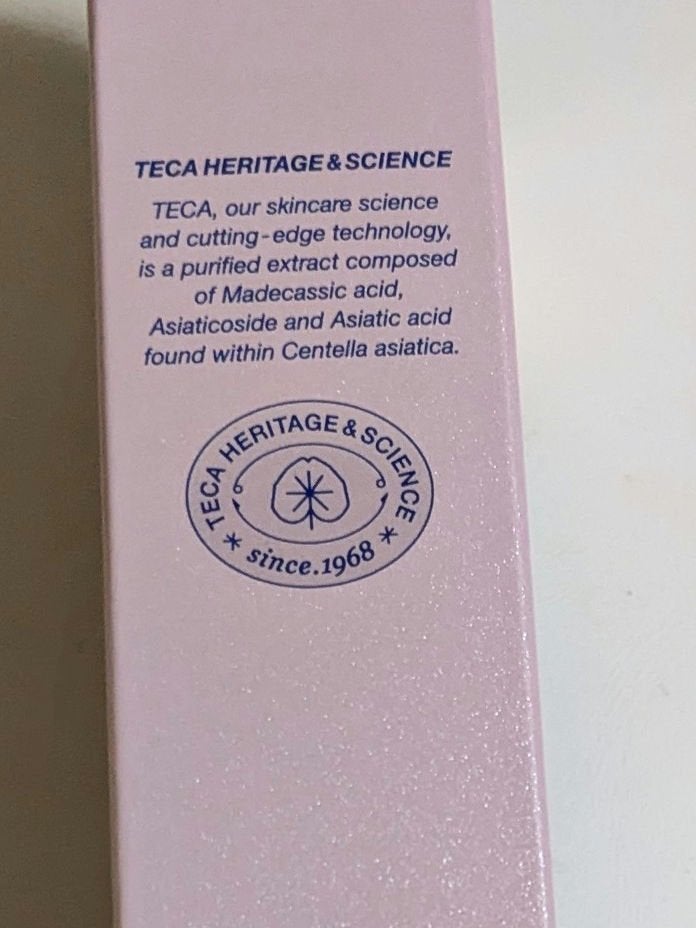 TECA HERITAGE & SCIENCE
TECA, our skincare science
and cutting-edge technology,
is a purified extract composed
of Madecassic acid,
Asiaticoside and Asiatic acid
found within Centella asiatica.
TECA HERITAGE & SCIENCE
* since.1968 *